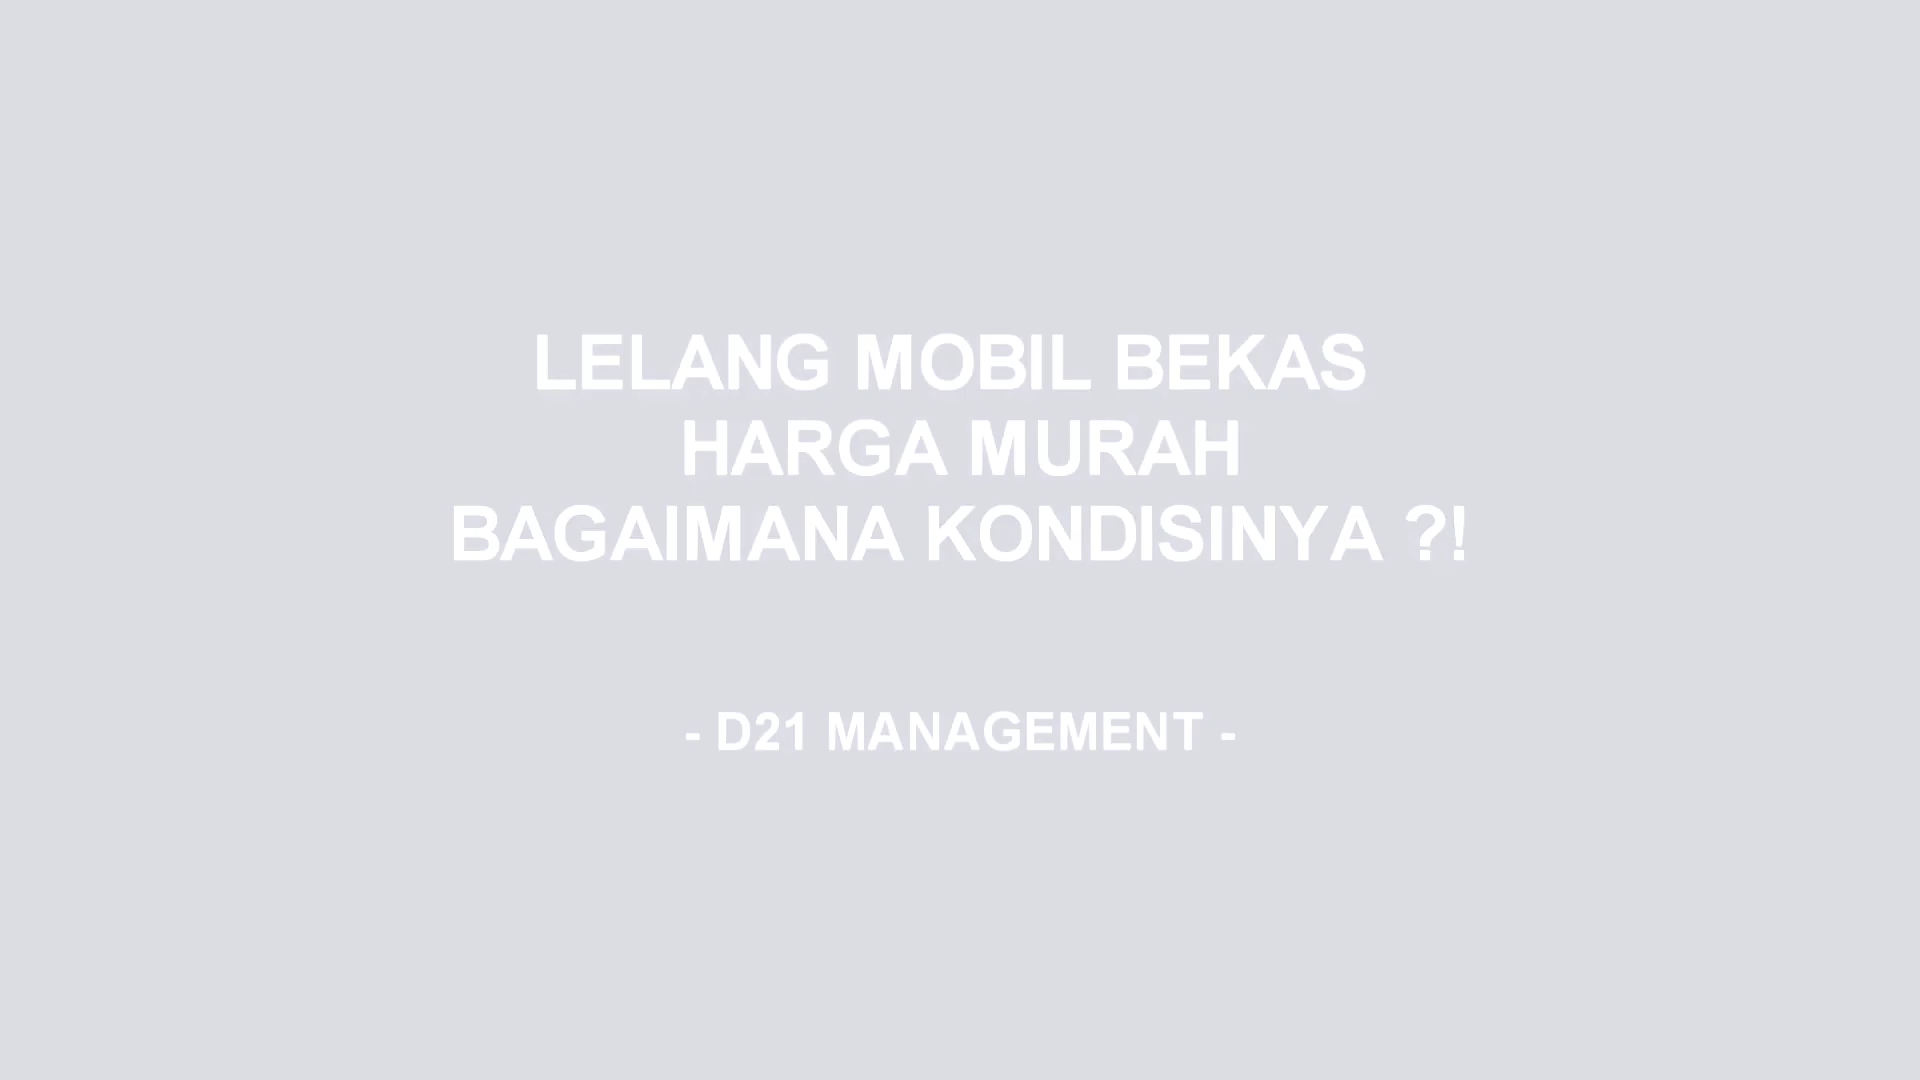 LELANG MOBIL BEKAS
HARGA MURAH
BAGAIMANA KONDISINYA ?!
- D21 MANAGEMENT -